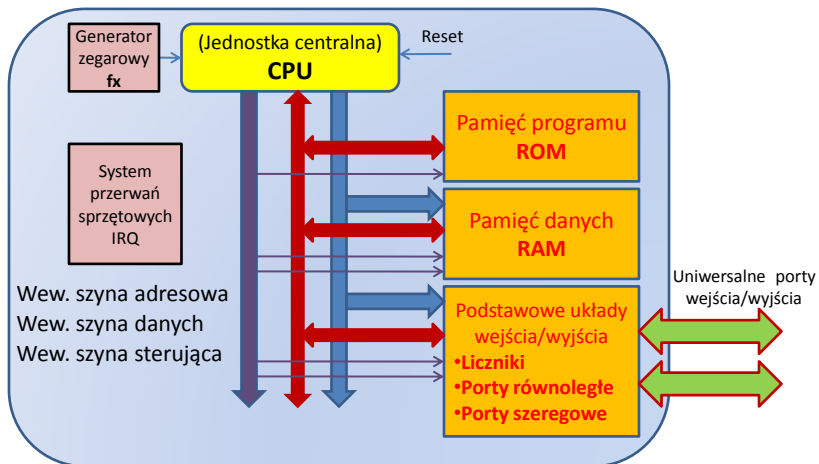 Generator
zegarowy
fx
(Jednostka centralna)
CPU
Reset
Pamięć programu
ROM
System
przerwań
sprzętowych
IRQ
Pamięć danych
RAM
Wew. szyna adresowa
Wew. szyna danych
Wew. szyna sterująca
Podstawowe układy
wejścia/wyjścia
•Liczniki
•Porty równoległe
•Porty szeregowe
Uniwersalne porty
wejścia/wyjścia